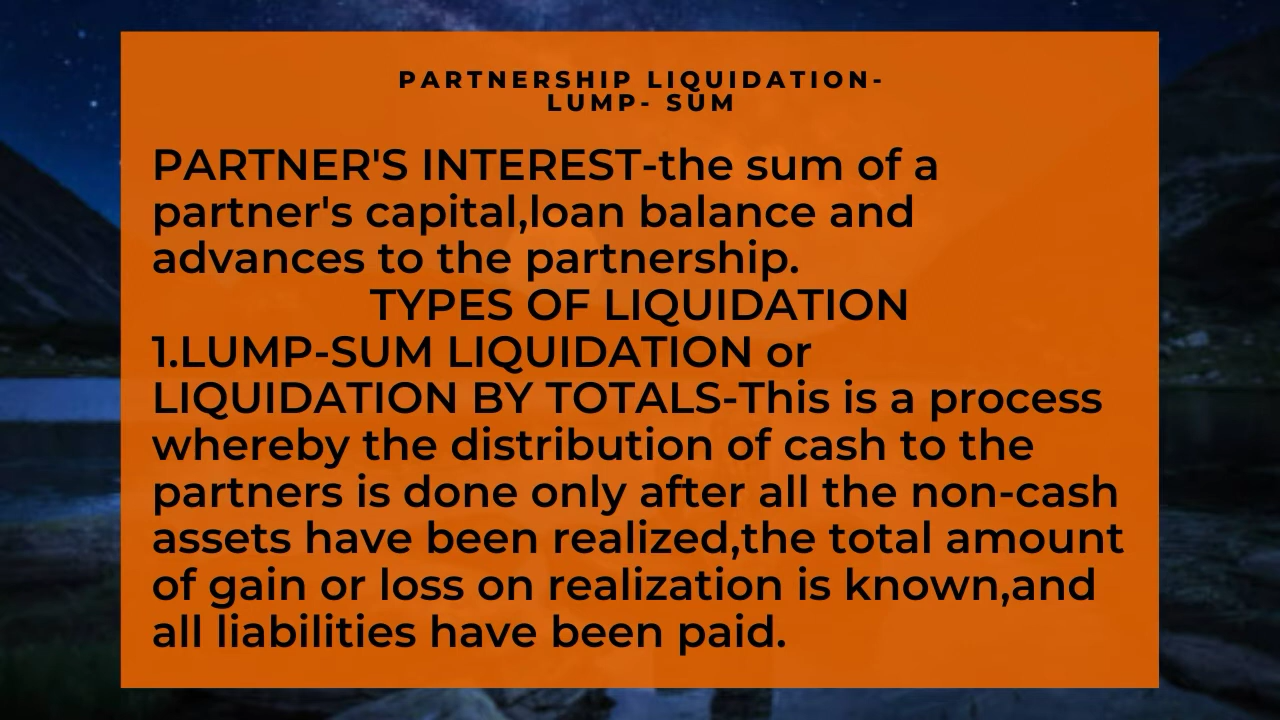 PARTNERSHIP LIQUIDATION-
LUMP- SUM
PARTNER'S INTEREST-the sum of a
partner's capital,loan balance and
advances to the partnership.
TYPES OF LIQUIDATION
1.LUMP-SUM LIQUIDATION or
LIQUIDATION BY TOTALS-This is a process
whereby the distribution of cash to the
partners is done only after all the non-cash
assets have been realized,the total amount
of gain or loss on realization is known,and
all liabilities have been paid.